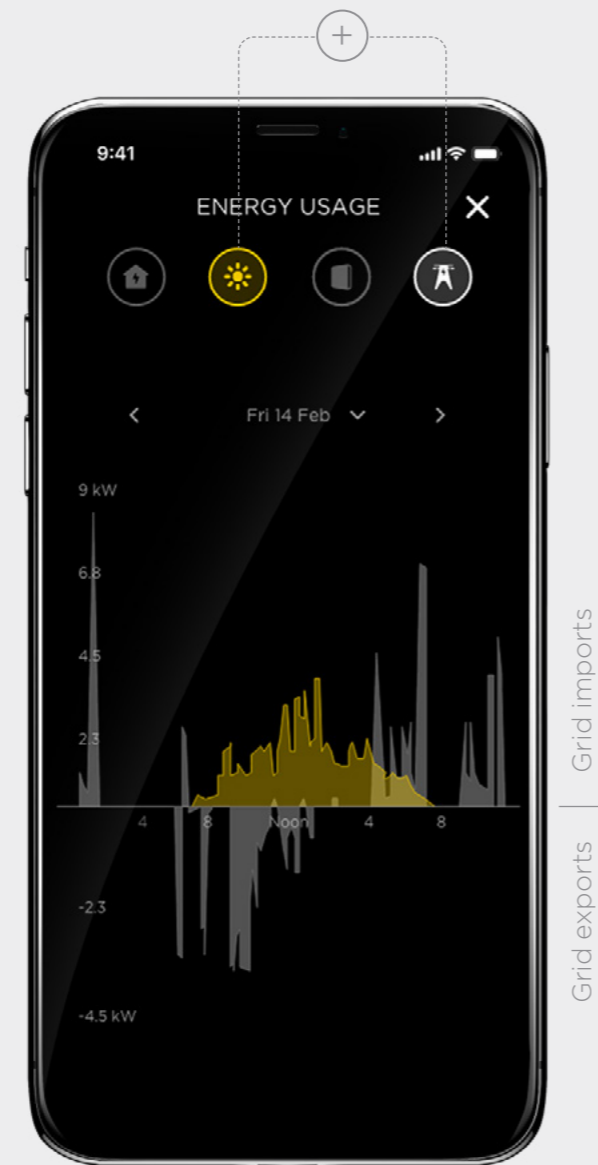 9:41
ENERGY USAGE
Fri 14 Feb
9 kW
6.8
4.5
2.3
4 8 Noon 4 8
-2.3
-4.5 kW
Grid imports
Grid exports